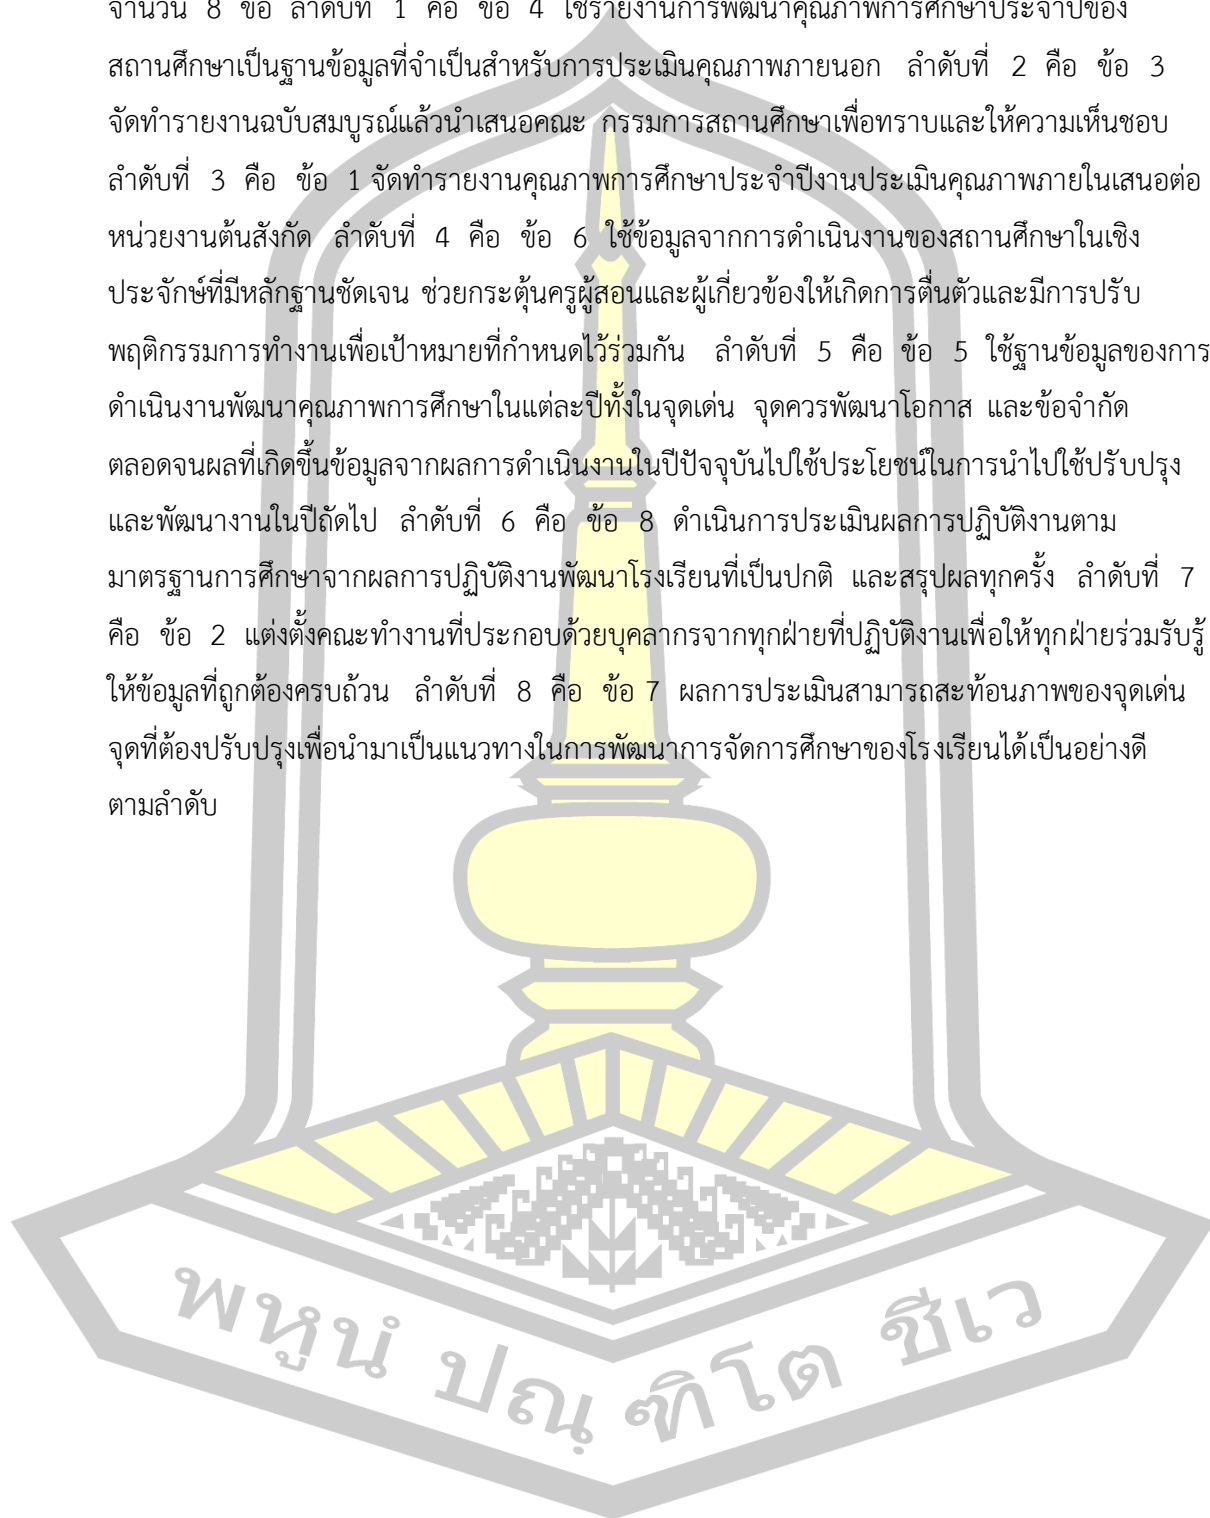 จำนวน 8 ข้อ ลำดับที่ 1 คือ ข้อ 4 ใช้รายงานการพัฒนาคุณภาพการศึกษาประจำปีของ
สถานศึกษาเป็นฐานข้อมูลที่จำเป็นสำหรับการประเมินคุณภาพภายนอก ลำดับที่ 2 คือ ข้อ 3
จัดทำรายงานฉบับสมบูรณ์แล้วนำเสนอคณะ กรรมการสถานศึกษาเพื่อทราบและให้ความเห็นชอบ
ลำดับที่ 3 คือ ข้อ 1 จัดทำรายงานคุณภาพการศึกษาประจำปีงานประเมินคุณภาพภายในเสนอต่อ
หน่วยงานต้นสังกัด ลำดับที่ 4 คือ ข้อ 6 ใช้ข้อมูลจากการดำเนินงานของสถานศึกษาในเชิง
ประจักษ์ที่มีหลักฐานชัดเจน ช่วยกระตุ้นครูผู้สอนและผู้เกี่ยวข้องให้เกิดการตื่นตัวและมีการปรับ
พฤติกรรมการทำงานเพื่อเป้าหมายที่กำหนดไว้ร่วมกัน ลำดับที่ 5 คือ ข้อ 5 ใช้ฐานข้อมูลของการ
ดำเนินงานพัฒนาคุณภาพการศึกษาในแต่ละปีทั้งในจุดเด่น จุดควรพัฒนาโอกาส และข้อจำกัด
ตลอดจนผลที่เกิดขึ้นข้อมูลจากผลการดำเนินงานในปีปัจจุบันไปใช้ประโยชน์ในการนำไปใช้ปรับปรุง
และพัฒนางานในปีถัดไป ลำดับที่ 6 คือ ข้อ 8 ดำเนินการประเมินผลการปฏิบัติงานตาม
มาตรฐานการศึกษาจากผลการปฏิบัติงานพัฒนาโรงเรียนที่เป็นปกติ และสรุปผลทุกครั้ง ลำดับที่ 7
คือ ข้อ 2 แต่งตั้งคณะทำงานที่ประกอบด้วยบุคลากรจากทุกฝ่ายที่ปฏิบัติงานเพื่อให้ทุกฝ่ายร่วมรับรู้
ให้ข้อมูลที่ถูกต้องครบถ้วน ลำดับที่ 8 คือ ข้อ 7 ผลการประเมินสามารถสะท้อนภาพของจุดเด่น
จุดที่ต้องปรับปรุงเพื่อนำมาเป็นแนวทางในการพัฒนาการจัดการศึกษาของโรงเรียนได้เป็นอย่างดี
ตามลำดับ
พหูนํ ปณฺฑิโต ชีเว